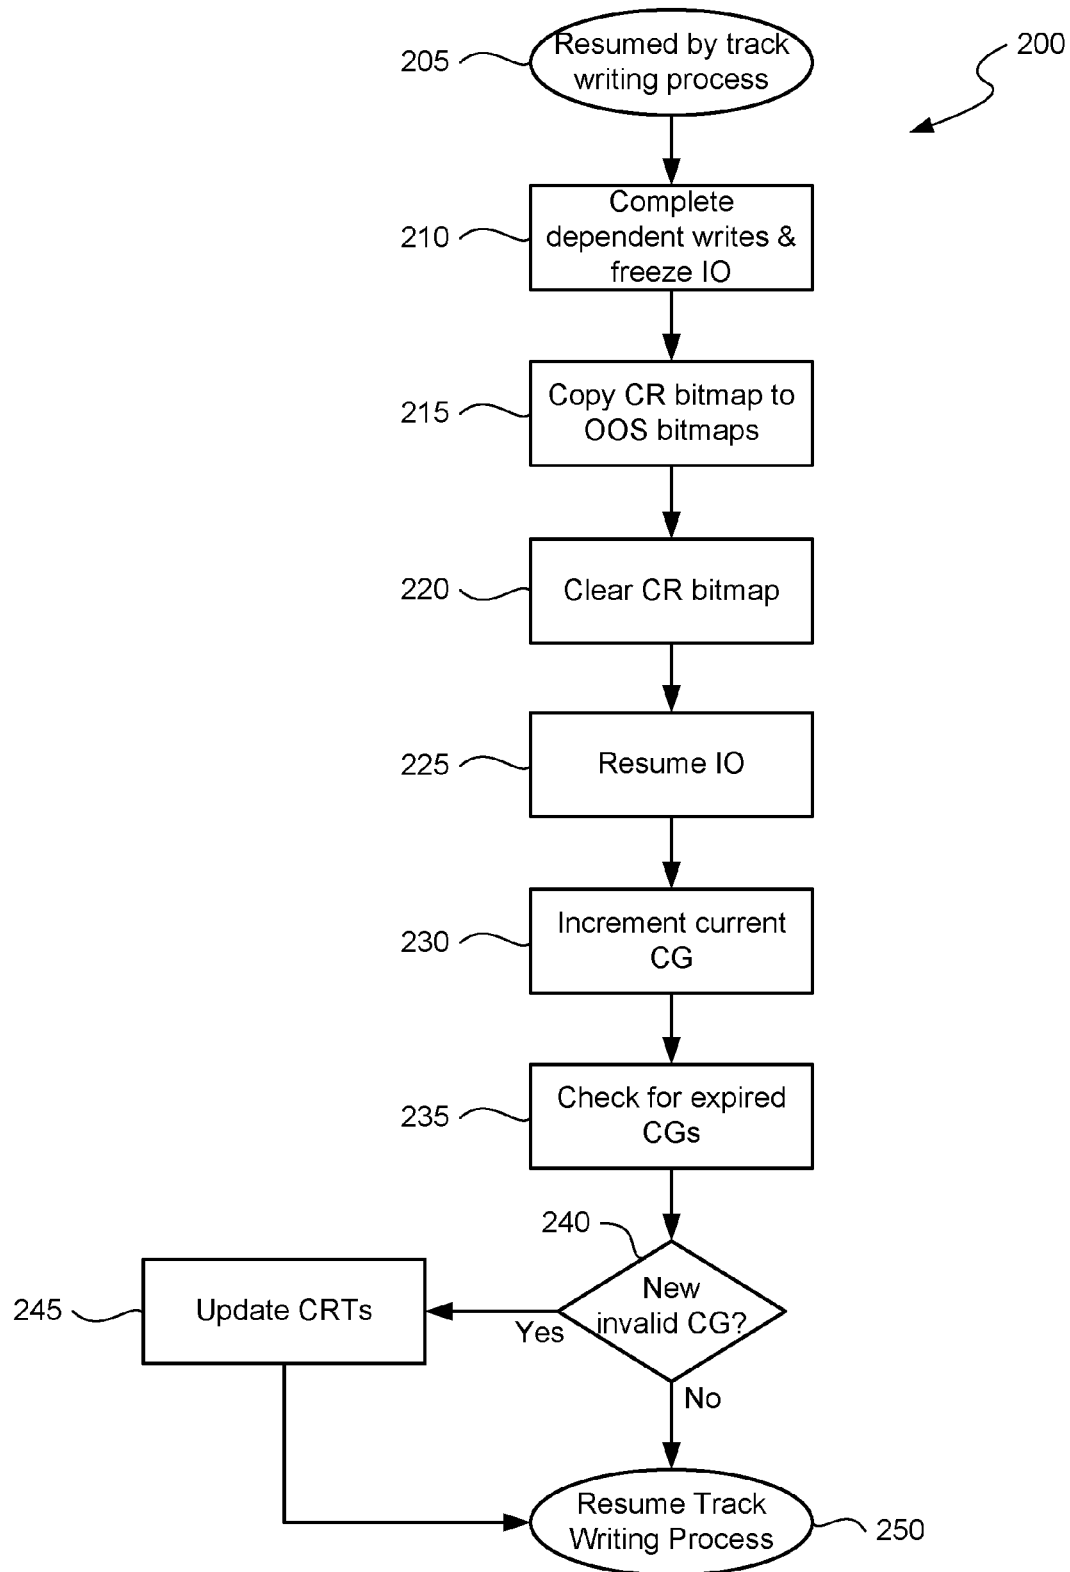 200
205
Resumed by track
writing process
210
Complete
dependent writes &
freeze IO
215
Copy CR bitmap to
OOS bitmaps
220
Clear CR bitmap
225
Resume IO
230
Increment current
CG
235
Check for expired
CGs
240
New
invalid CG?
Yes
No
245
Update CRTs
Resume Track
Writing Process
250